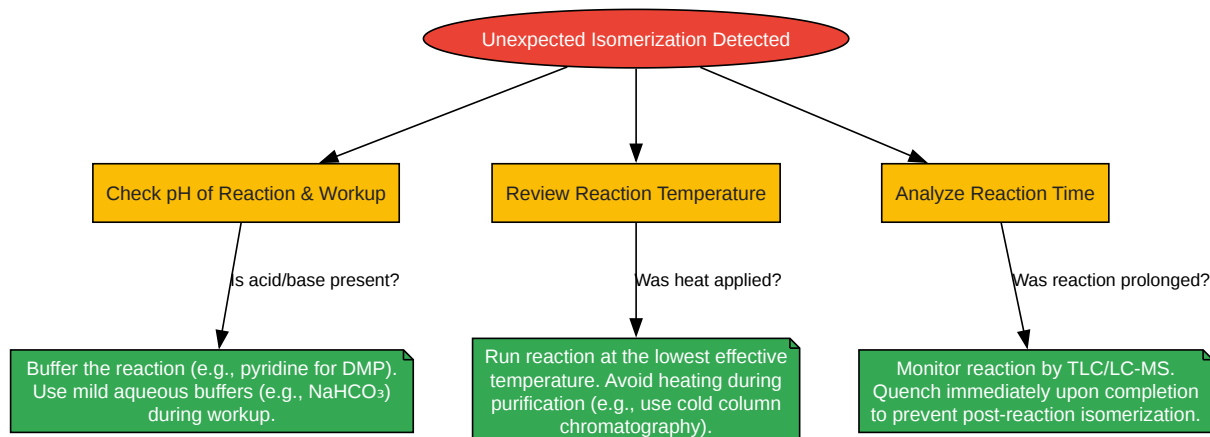 Unexpected Isomerization Detected
Check pH of Reaction & Workup
Review Reaction Temperature
Analyze Reaction Time
Is acid/base present?
Was heat applied?
Was reaction prolonged?
Buffer the reaction (e.g., pyridine for DMP).
Use mild aqueous buffers (e.g., NaHCO₃)
during workup.
Run reaction at the lowest effective
temperature. Avoid heating during
purification (e.g., use cold column
chromatography).
Monitor reaction by TLC/LC-MS.
Quench immediately upon completion
to prevent post-reaction isomerization.